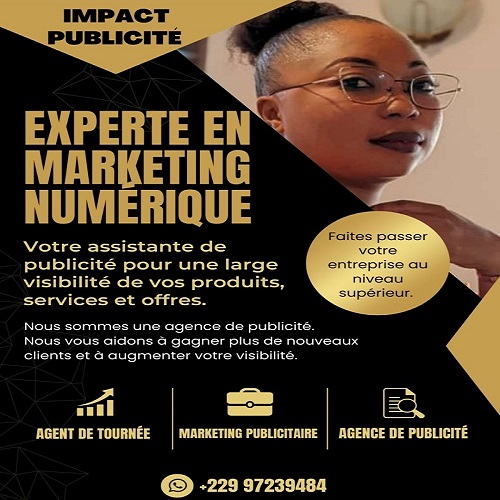 IMPACT
PUBLICITÉ
EXPERTE EN
MARKETING
NUMÉRIQUE
Votre assistante de
publicité pour une large
visibilité de vos produits,
services et offres.
Faites passer
votre
entreprise au
niveau
supérieur.
Nous sommes une agence de publicité.
Nous vous aidons à gagner plus de nouveaux
clients et à augmenter votre visibilité.
AGENT DE TOURNÉE
MARKETING PUBLICITAIRE
AGENCE DE PUBLICITÉ
+229 97239484